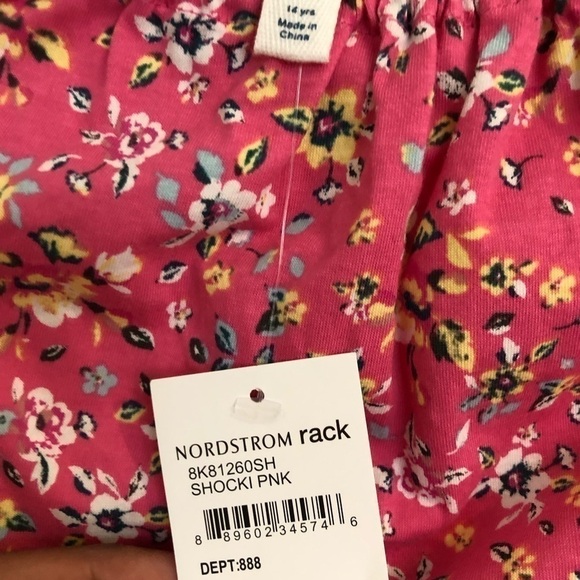 14 yrs
Made in
China
NORDSTROM rack
8K81260SH
SHOCKI PNK
8 89602 34574 6
DEPT:888